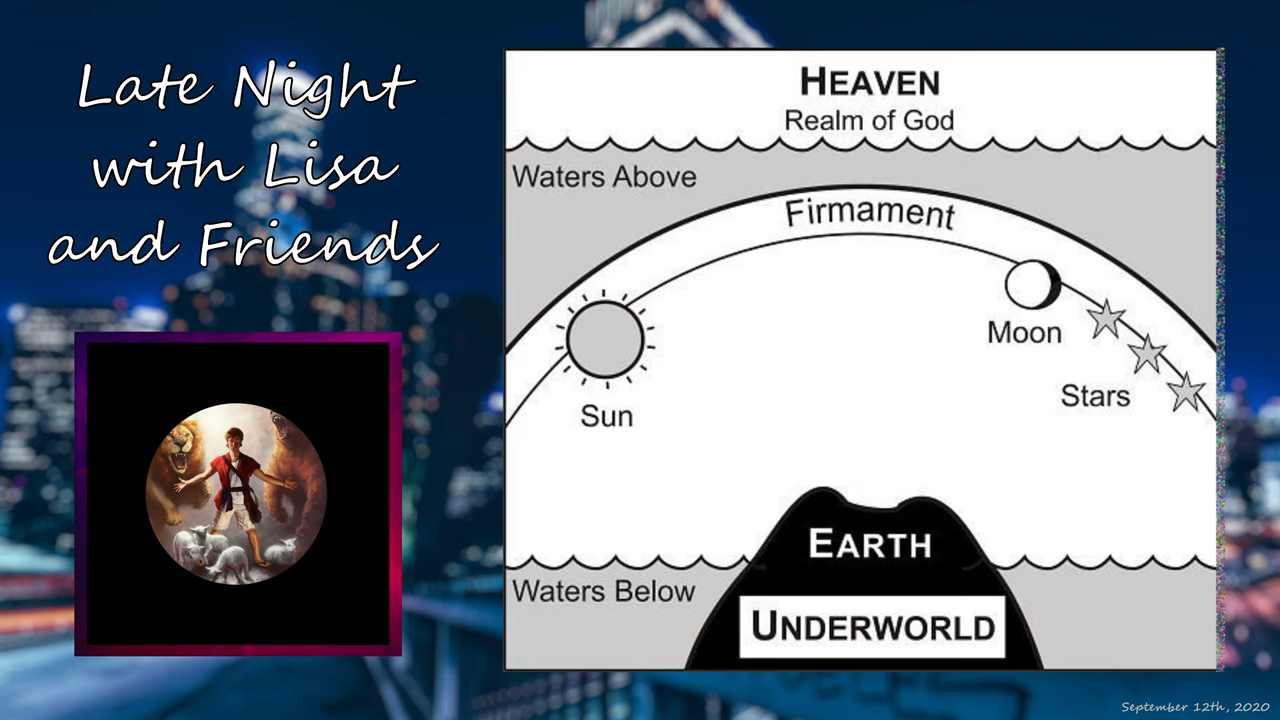 Late Night
with Lisa
and Friends
HEAVEN
Realm of God
Waters Above
Firmament
Moon
Stars
Sun
EARTH
Waters Below
UNDERWORLD
September 12th, 2020